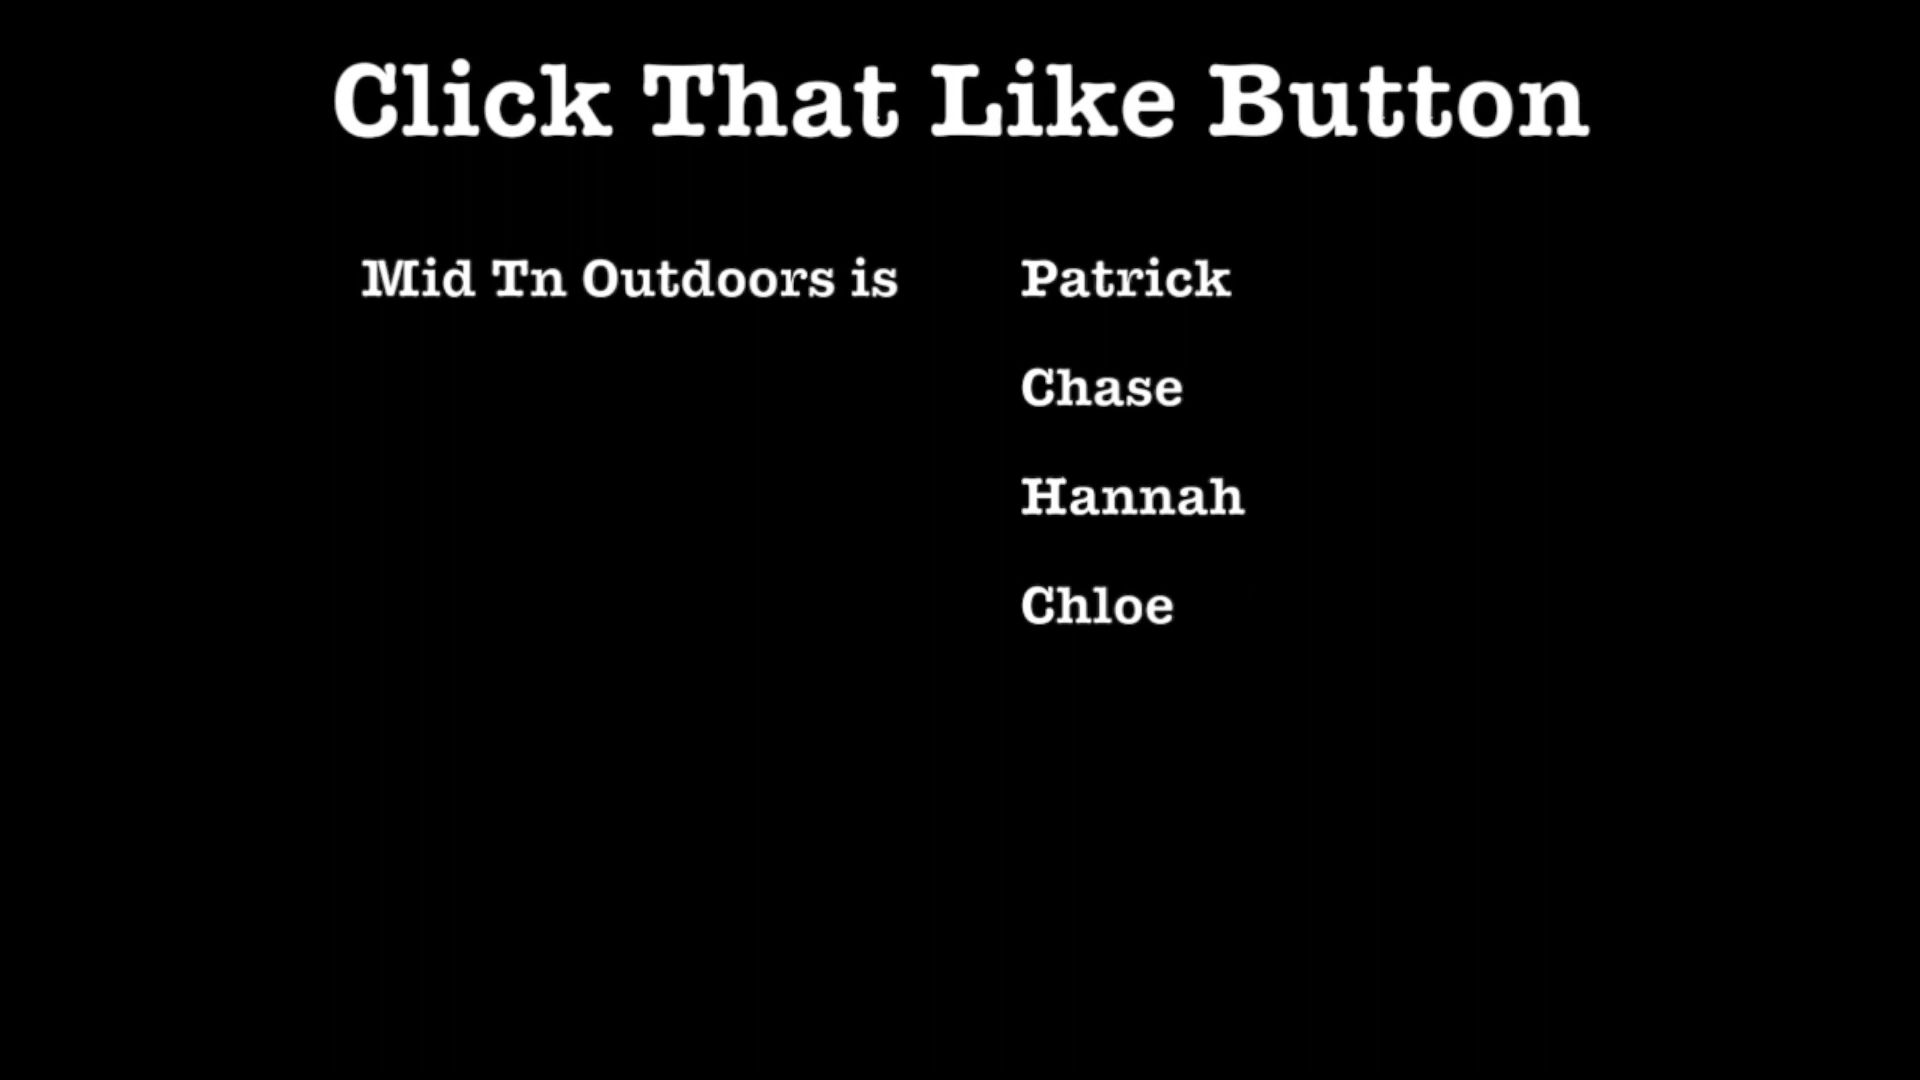 Click That Like Button
Mid Tn Outdoors is Patrick
Chase
Hannah
Chloe